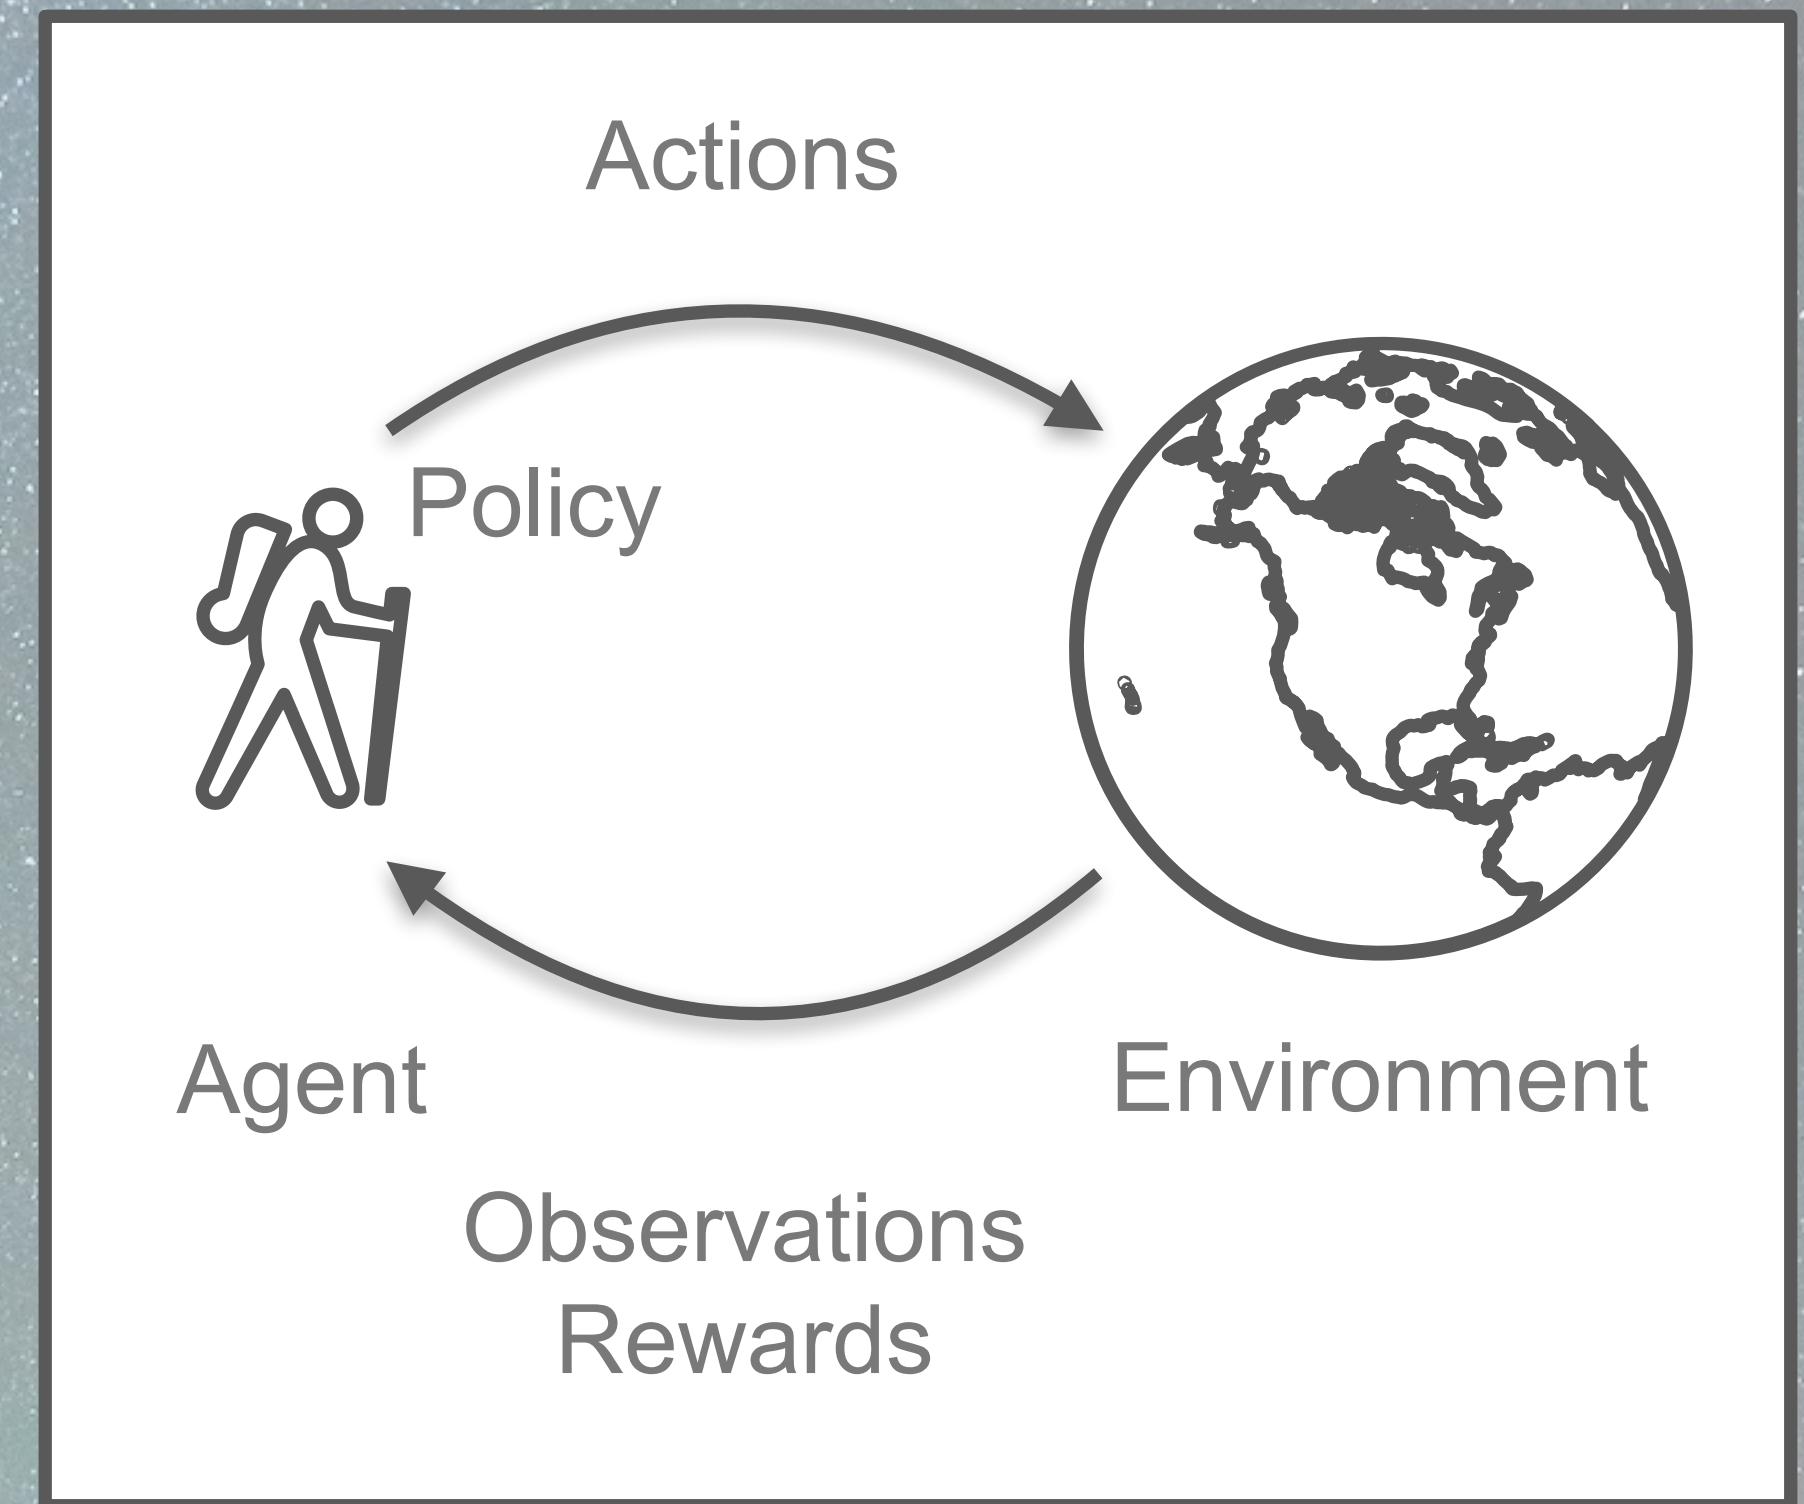 Actions
Policy
Agent
Environment
Observations
Rewards